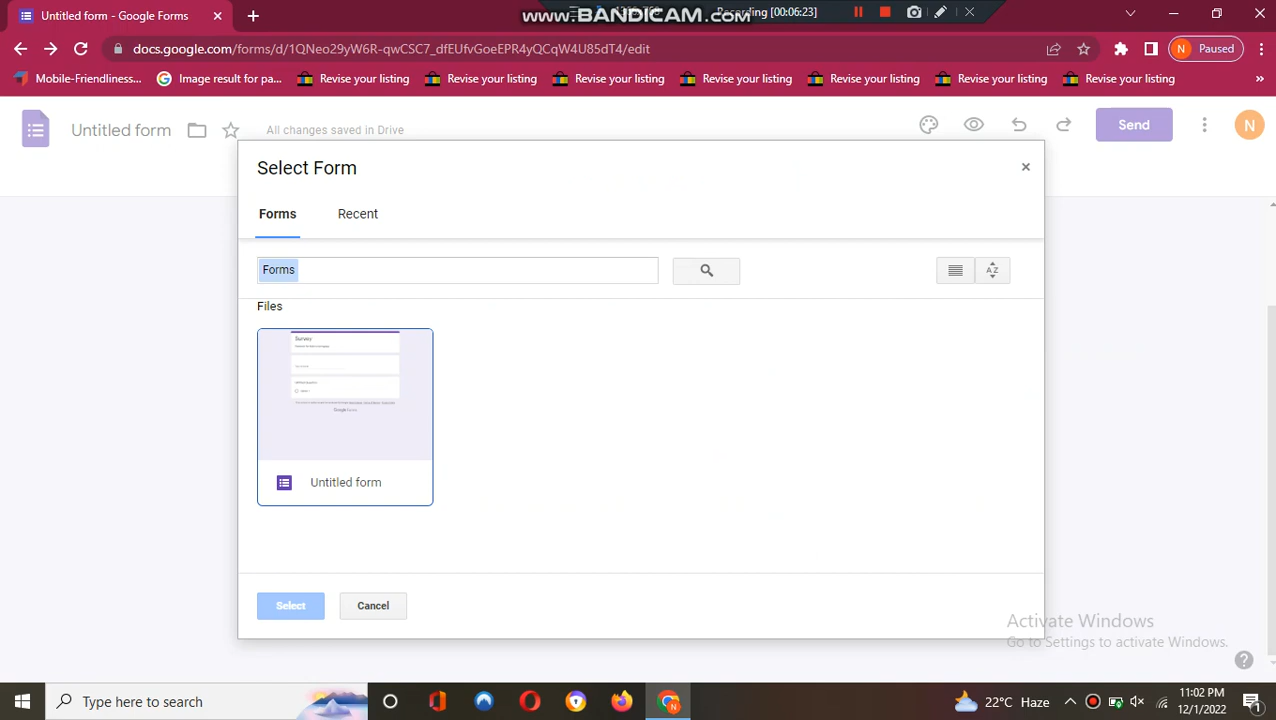 Untitled form - Google Forms
www.BANDICAM.com
Recording [00:06:23]
docs.google.com/forms/d/1QNeo29yW6R-qwCSC7_dfEUfvGoeEPR4yQCqW4U85dT4/edit
N Paused
Mobile-Friendliness... Image result for pa... Revise your listing Revise your listing Revise your listing Revise your listing Revise your listing Revise your listing Revise your listing »
Untitled form All changes saved in Drive Send N
Select Form
Forms Recent
Forms
AZ
Files
Survey
Untitled form
Select Cancel
Activate Windows
Go to Settings to activate Windows.
Type here to search
22°C Haze
11:02 PM
12/1/2022
1